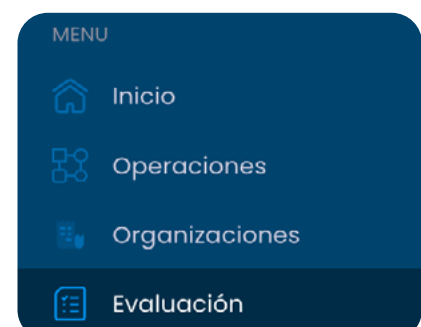 MENU
Inicio
Operaciones
Organizaciones
Evaluación